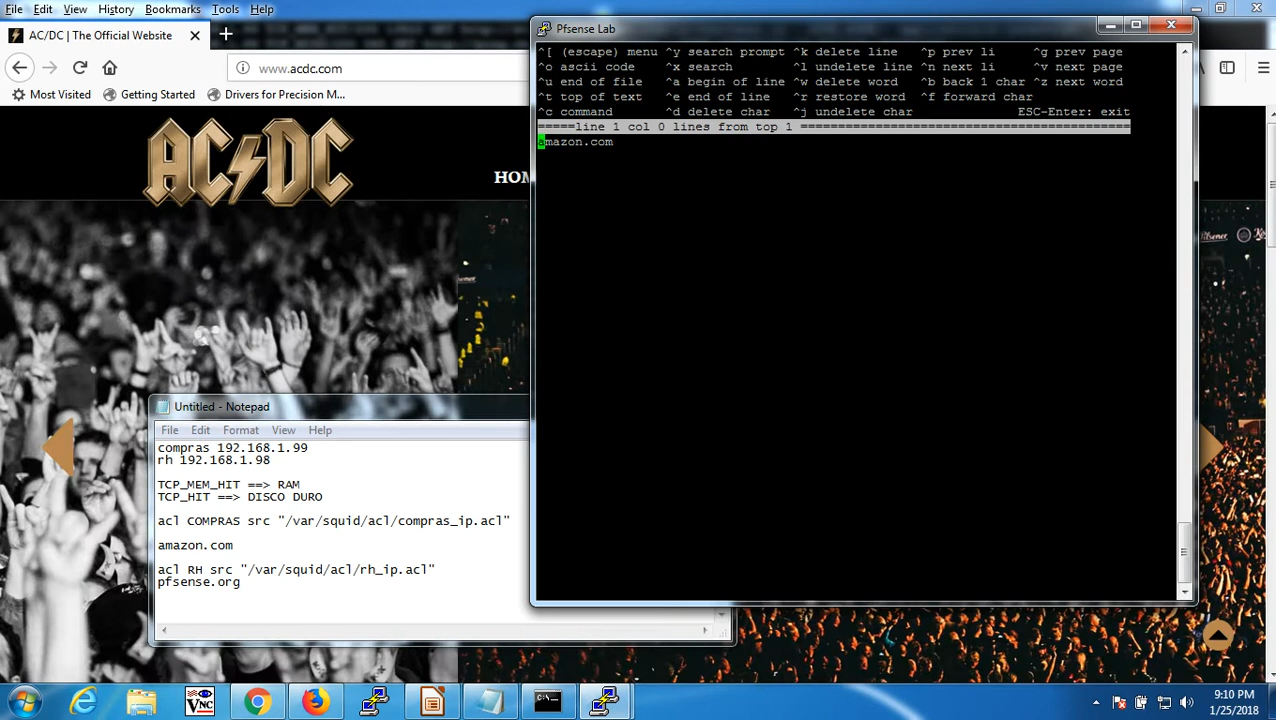 File Edit View History Bookmarks Tools Help
AC/DC | The Official Website
www.acdc.com
Most Visited Getting Started Drivers for Precision M...
AC/DC
HOM
Pfsense Lab
^[ (escape) menu ^y search prompt ^k delete line ^p prev li ^g prev page
^o ascii code ^x search ^l undelete line ^n next li ^v next page
^u end of file ^a begin of line ^w delete word ^b back 1 char ^z next word
^t top of text ^e end of line ^r restore word ^f forward char
^c command ^d delete char ^j undelete char ESC-Enter: exit
=====line 1 col 0 lines from top 1 ============================================
amazon.com
Untitled - Notepad
File Edit Format View Help
compras 192.168.1.99
rh 192.168.1.98
TCP_MEM_HIT ==> RAM
TCP_HIT ==> DISCO DURO
acl COMPRAS src "/var/squid/acl/compras_ip.acl"
amazon.com
acl RH src "/var/squid/acl/rh_ip.acl"
pfsense.org
VNC
C:\.
9:10 PM
1/25/2018